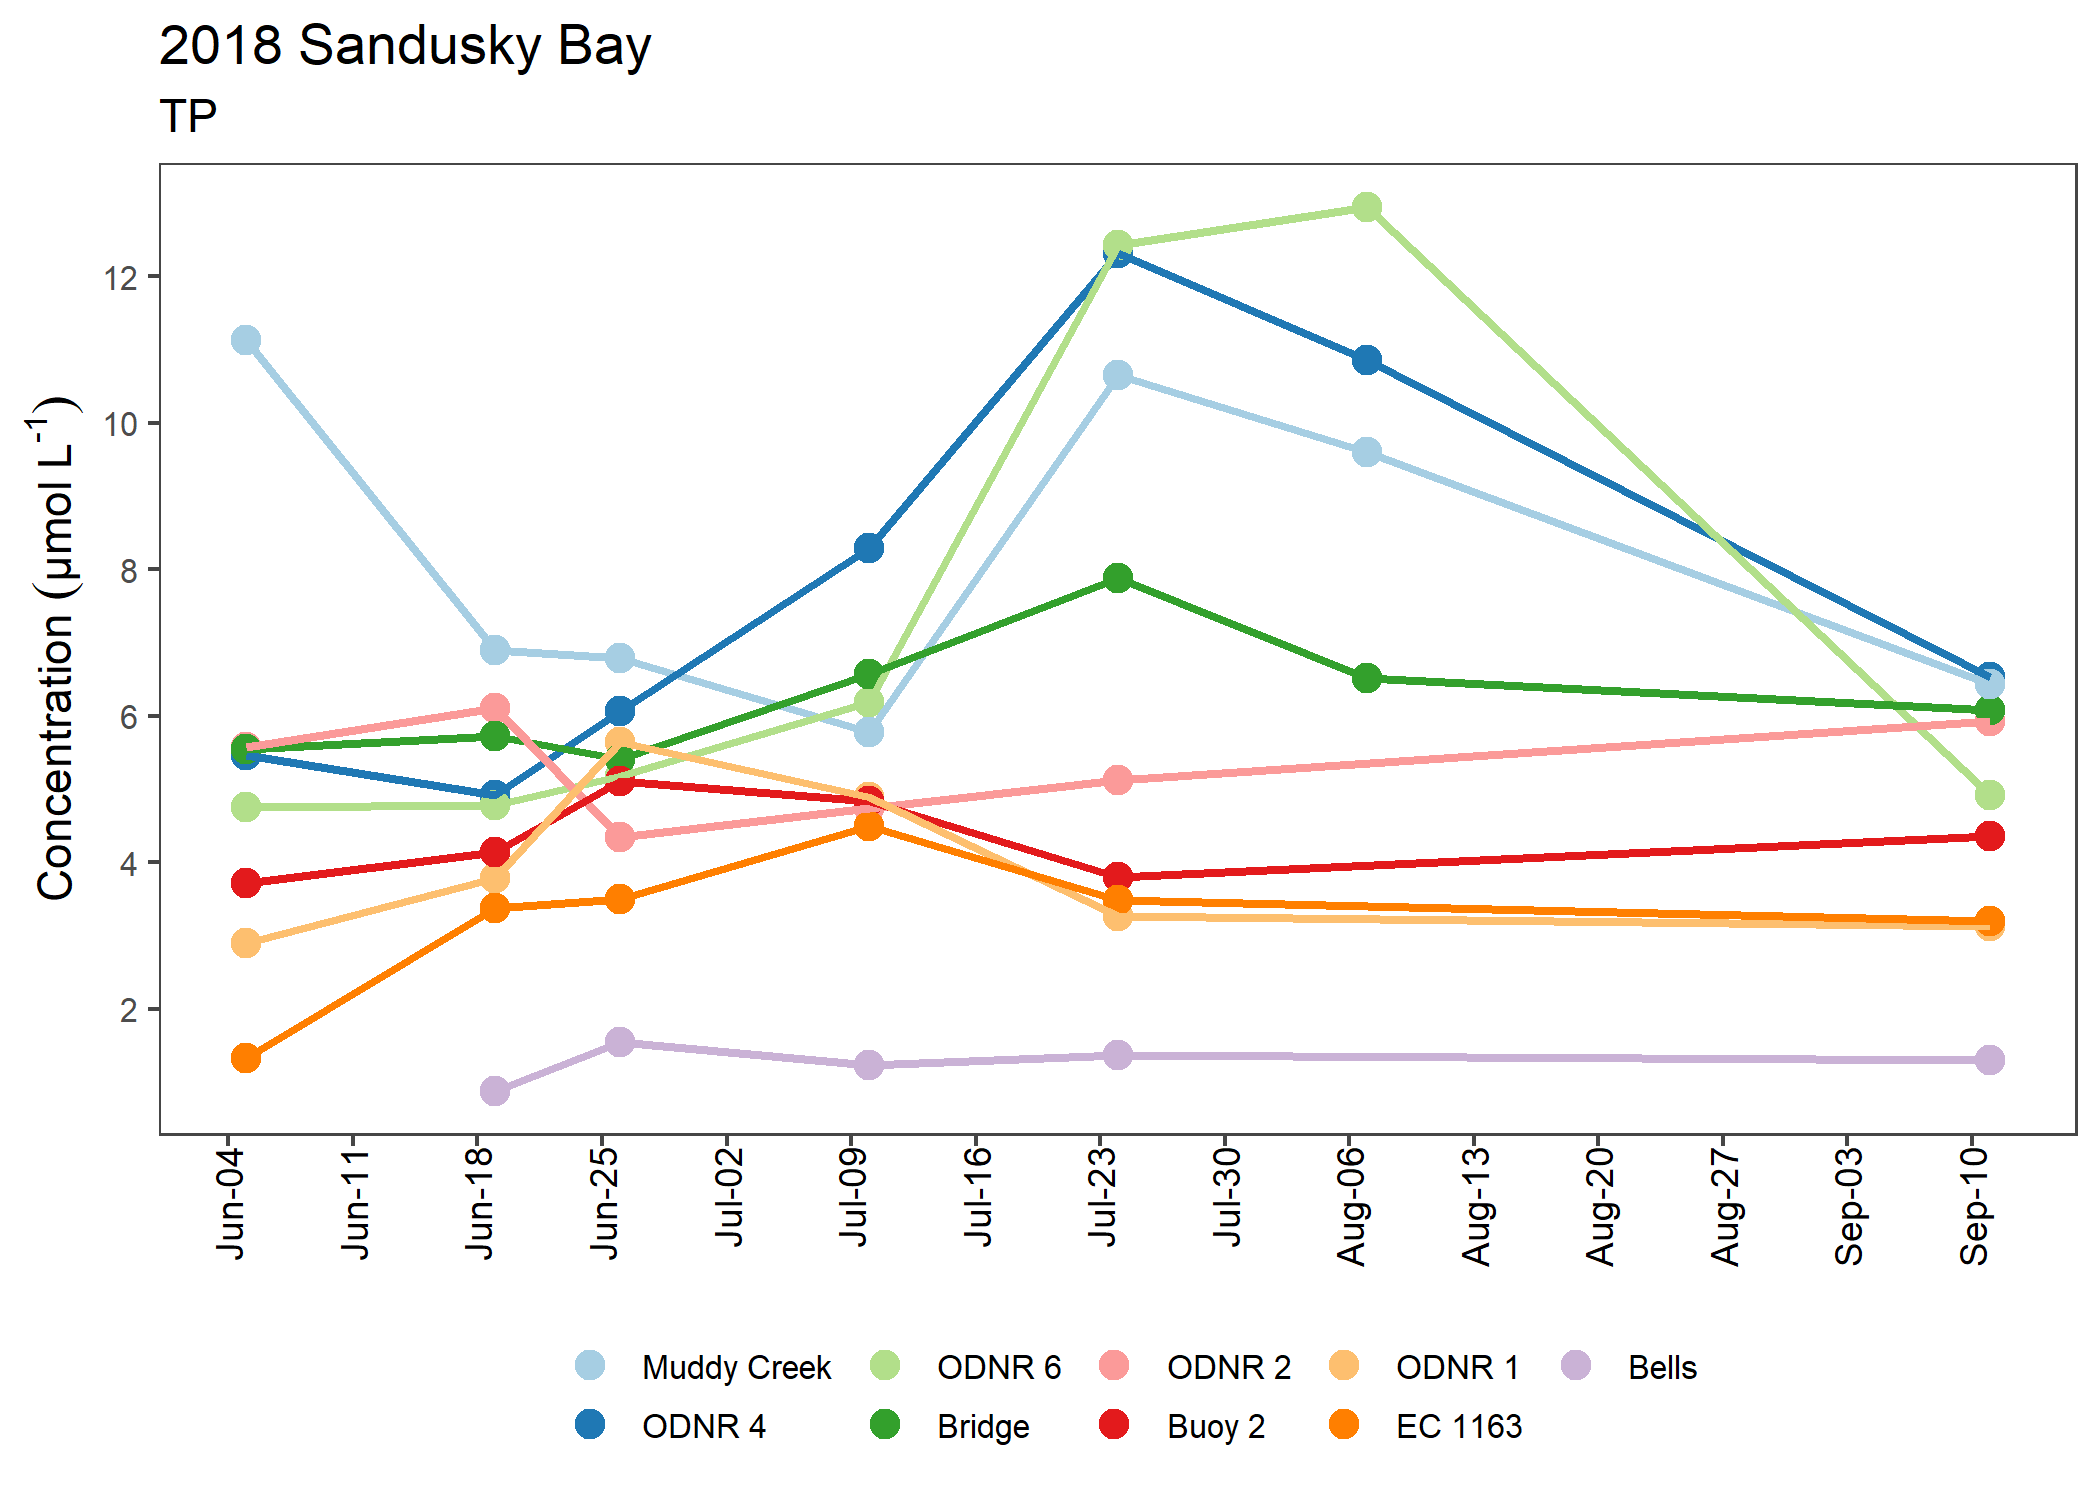 2018 Sandusky Bay
TP
Concentration (µmol L⁻¹)
12
10
8
6
4
2
Jun-04
Jun-11
Jun-18
Jun-25
Jul-02
Jul-09
Jul-16
Jul-23
Jul-30
Aug-06
Aug-13
Aug-20
Aug-27
Sep-03
Sep-10
Muddy Creek ODNR 6 ODNR 2 ODNR 1 Bells
ODNR 4 Bridge Buoy 2 EC 1163